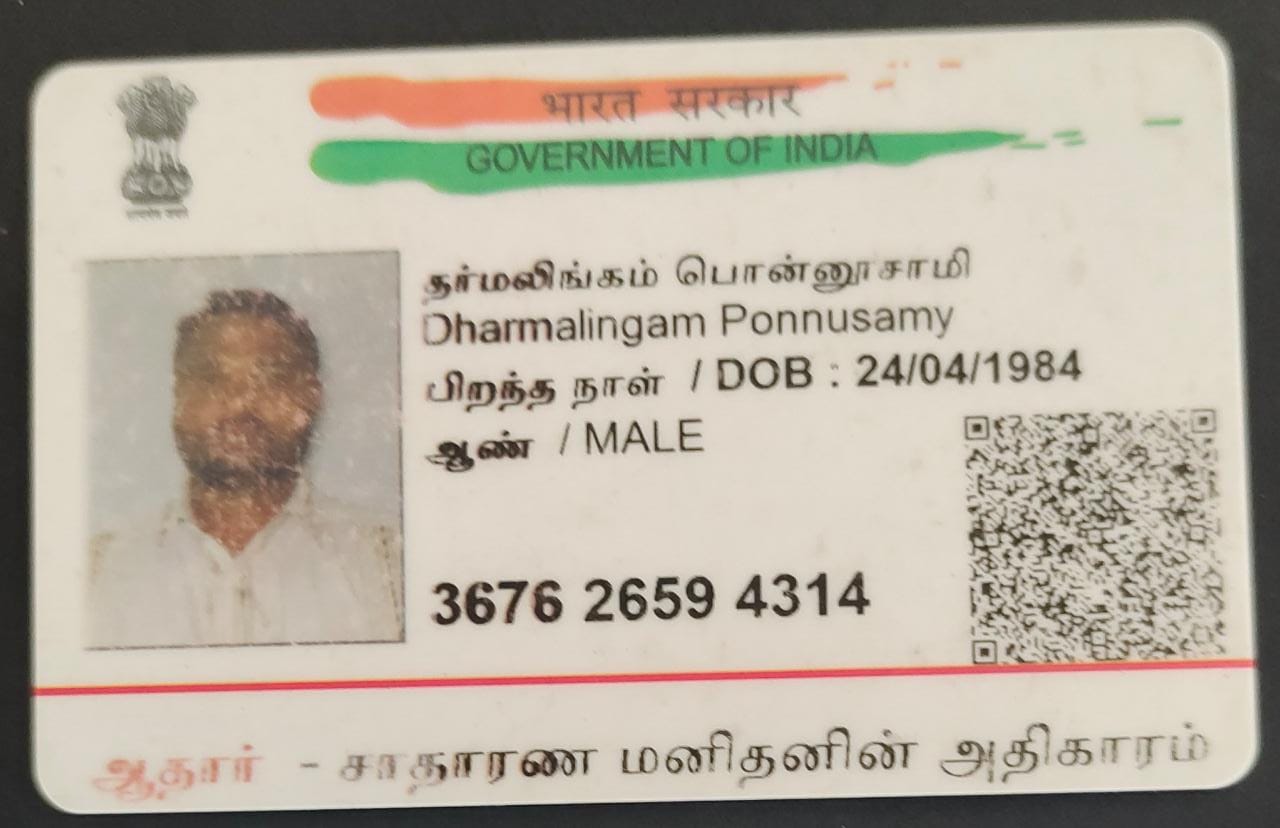 भारत सरकार
GOVERNMENT OF INDIA
தர்மலிங்கம் பொன்னூசாமி
Dharmalingam Ponnusamy
பிறந்த நாள் / DOB : 24/04/1984
ஆண் / MALE
3676 2659 4314
ஆதார் - சாதாரண மனிதனின் அதிகாரம்